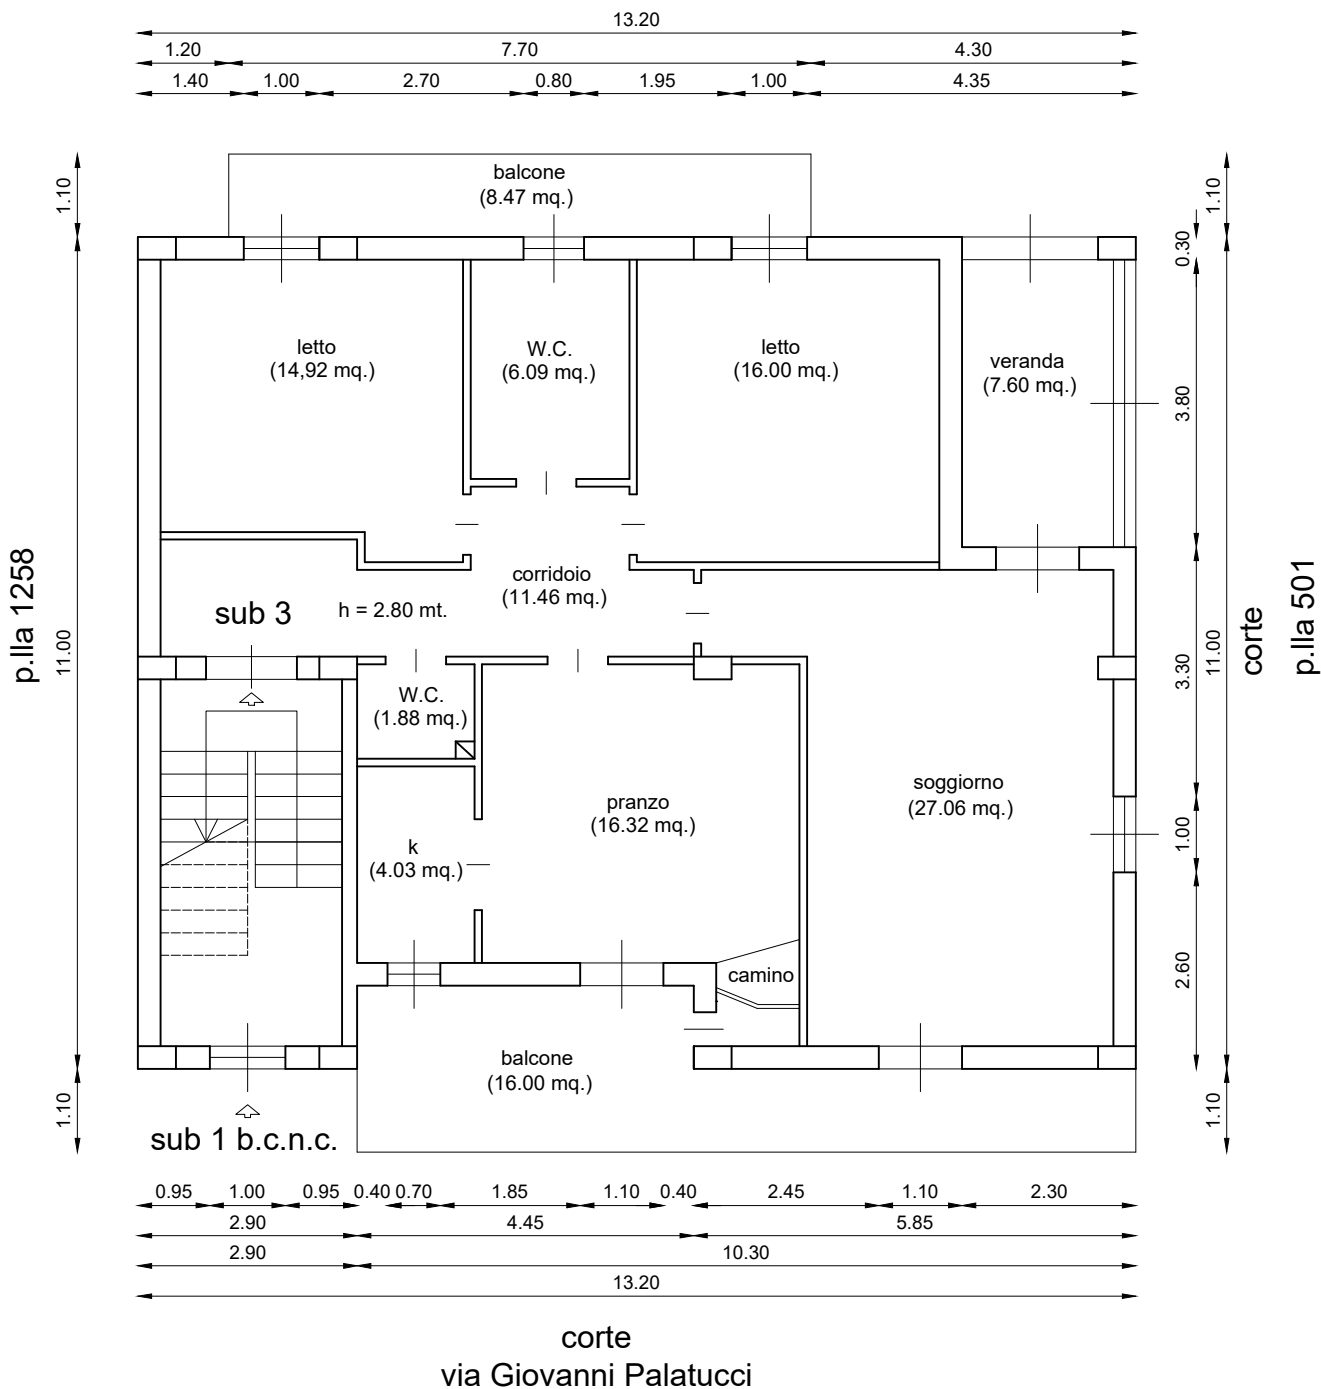 13.20
1.20 7.70 4.30
1.40 1.00 2.70 0.80 1.95 1.00 4.35
1.10
1.10
balcone
(8.47 mq.)
0.30
letto
(14,92 mq.)
W.C.
(6.09 mq.)
letto
(16.00 mq.)
veranda
(7.60 mq.)
3.80
p.lla 1258
11.00
sub 3
h = 2.80 mt.
corridoio
(11.46 mq.)
3.30
11.00
corte
p.lla 501
W.C.
(1.88 mq.)
pranzo
(16.32 mq.)
soggiorno
(27.06 mq.)
1.00
k
(4.03 mq.)
camino
2.60
balcone
(16.00 mq.)
1.10
1.10
sub 1 b.c.n.c.
0.95 1.00 0.95 0.40 0.70 1.85 1.10 0.40 2.45 1.10 2.30
2.90 4.45 5.85
2.90 10.30
13.20
corte
via Giovanni Palatucci